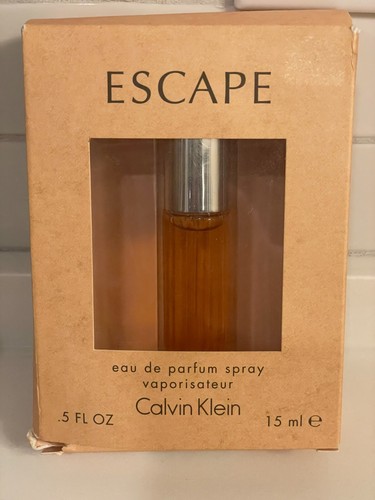 ESCAPE
eau de parfum spray
vaporisateur
Calvin Klein
.5 FL OZ
15 ml ℮